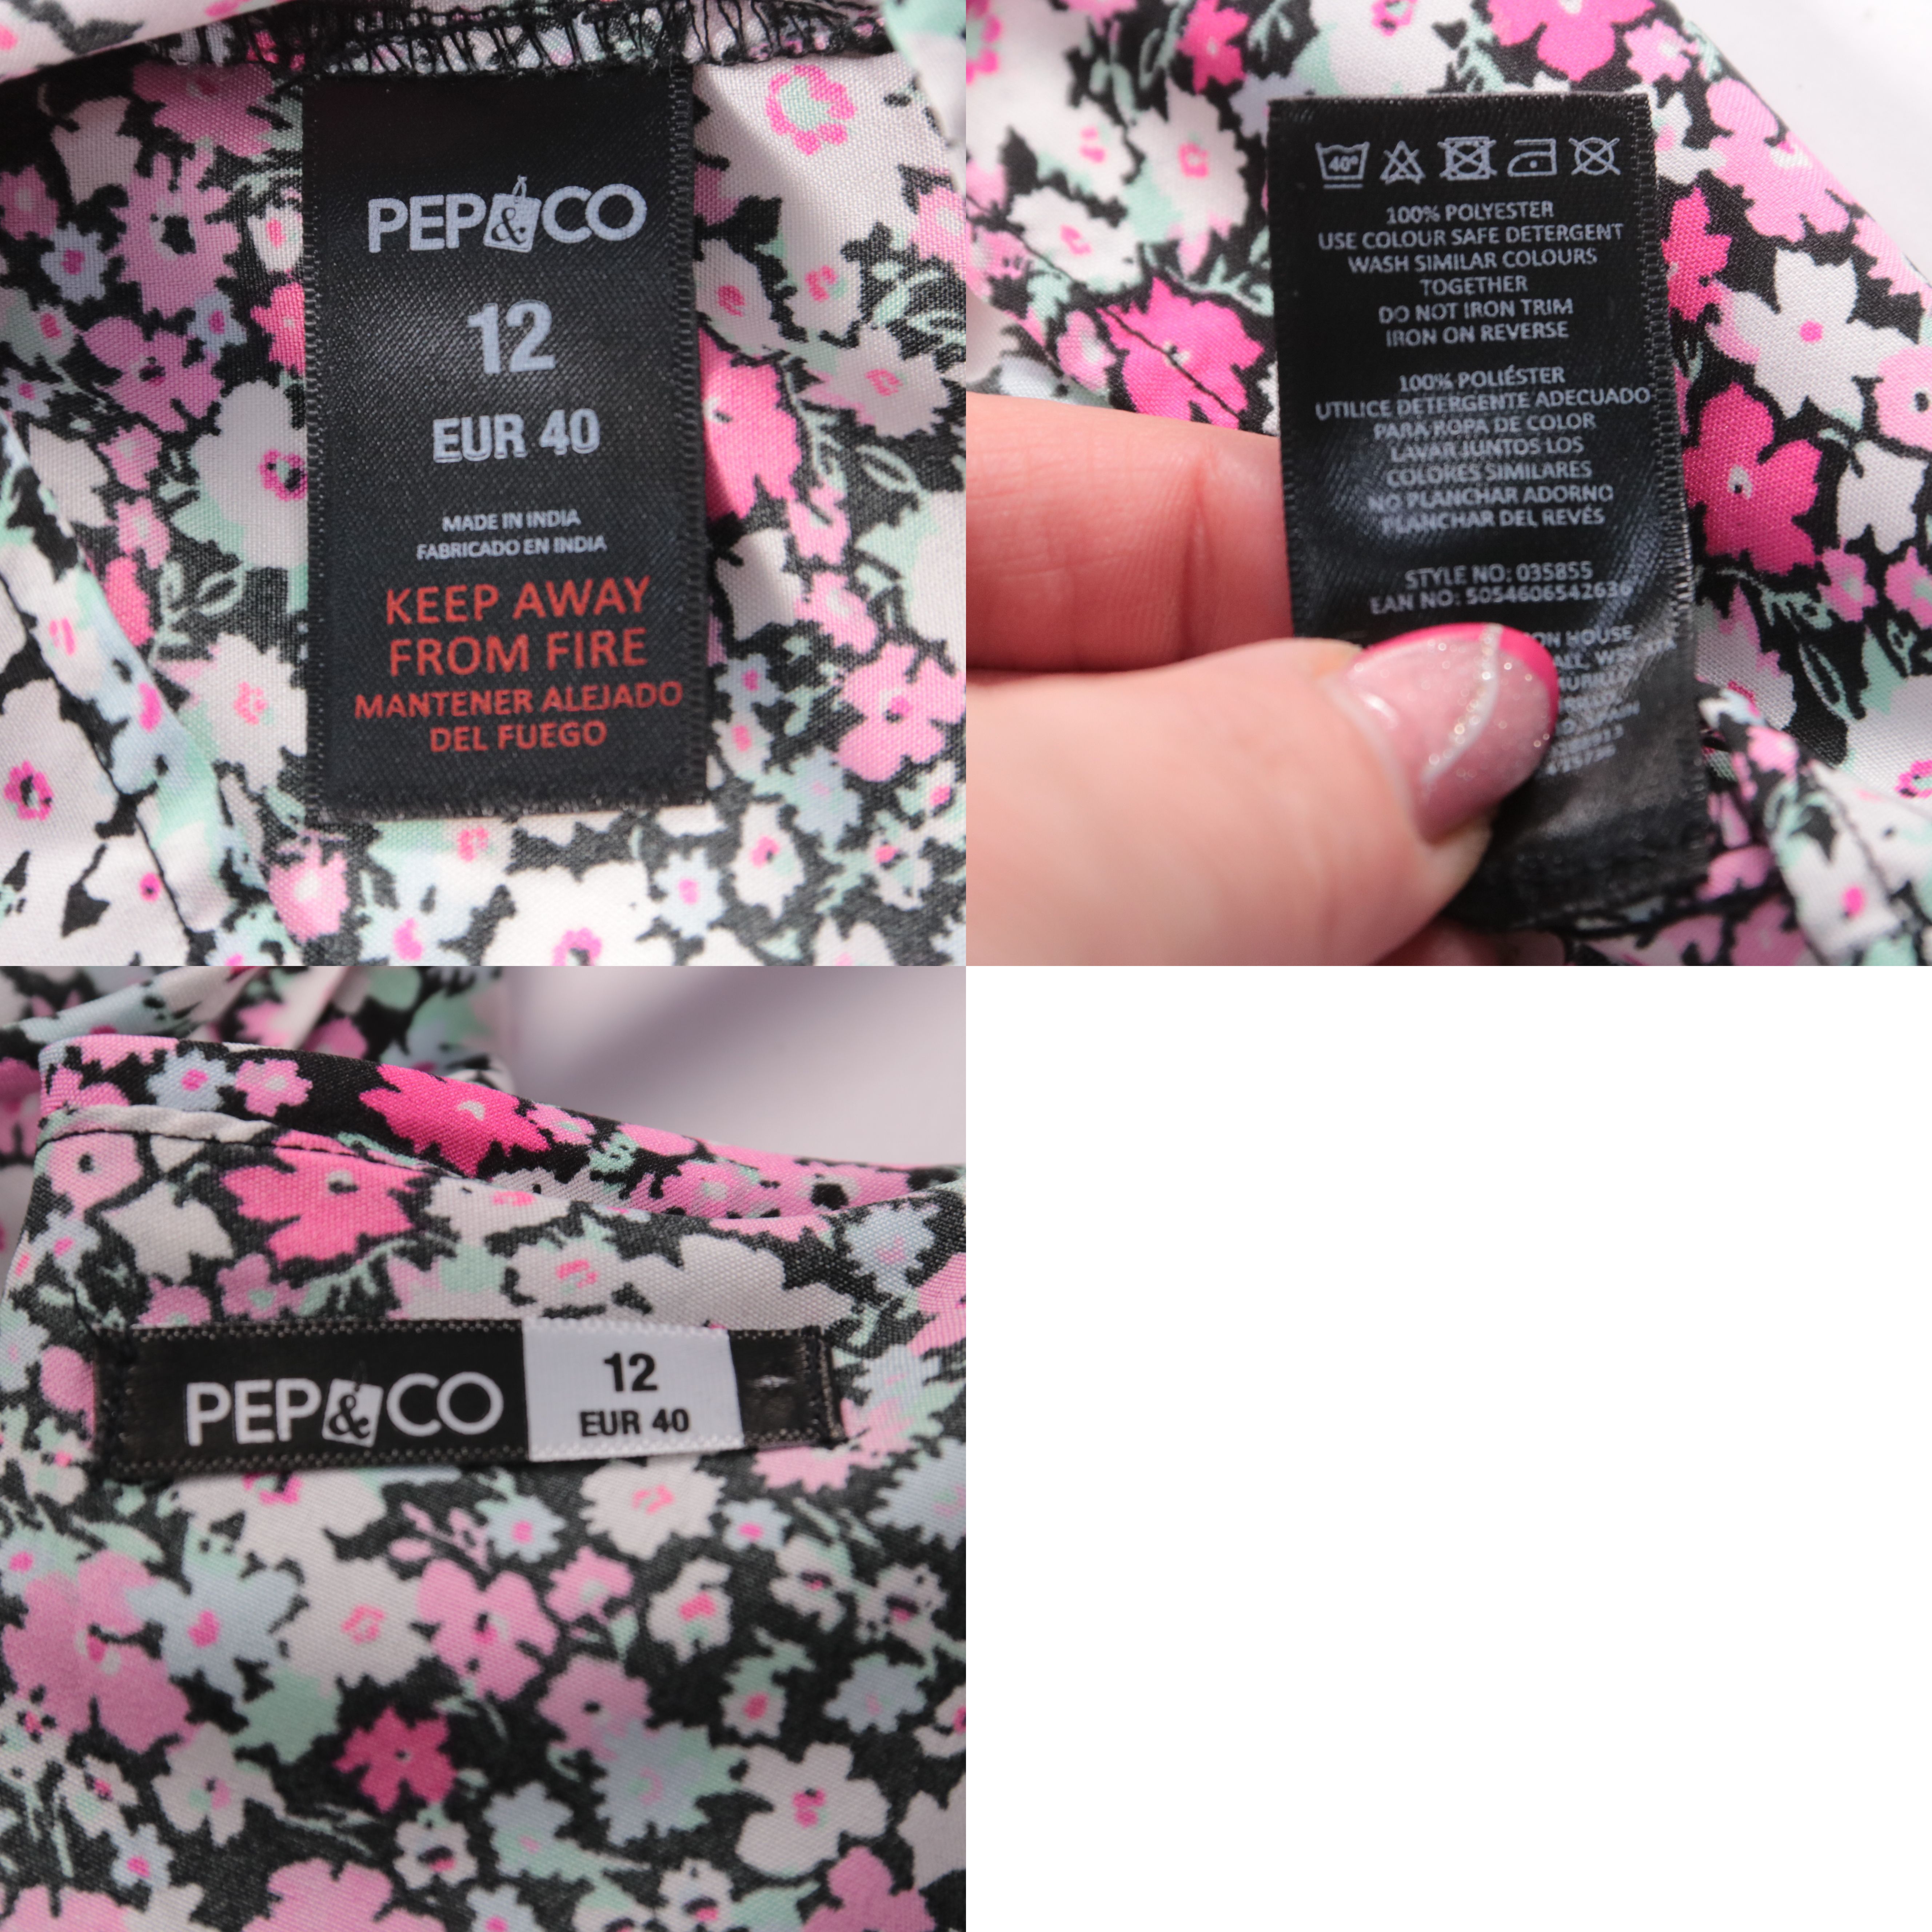 PEP&CO
12
EUR 40
MADE IN INDIA
FABRICADO EN INDIA
KEEP AWAY
FROM FIRE
MANTENER ALEJADO
DEL FUEGO
40°
100% POLYESTER
USE COLOUR SAFE DETERGENT
WASH SIMILAR COLOURS
TOGETHER
DO NOT IRON TRIM
IRON ON REVERSE
100% POLIÉSTER
UTILICE DETERGENTE ADECUADO
PARA ROPA DE COLOR
LAVAR JUNTOS LOS
COLORES SIMILARES
NO PLANCHAR ADORNO
PLANCHAR DEL REVÉS
STYLE NO: 035855
EAN NO: 5054606542636
HOUSE
PEP&CO
12
EUR 40